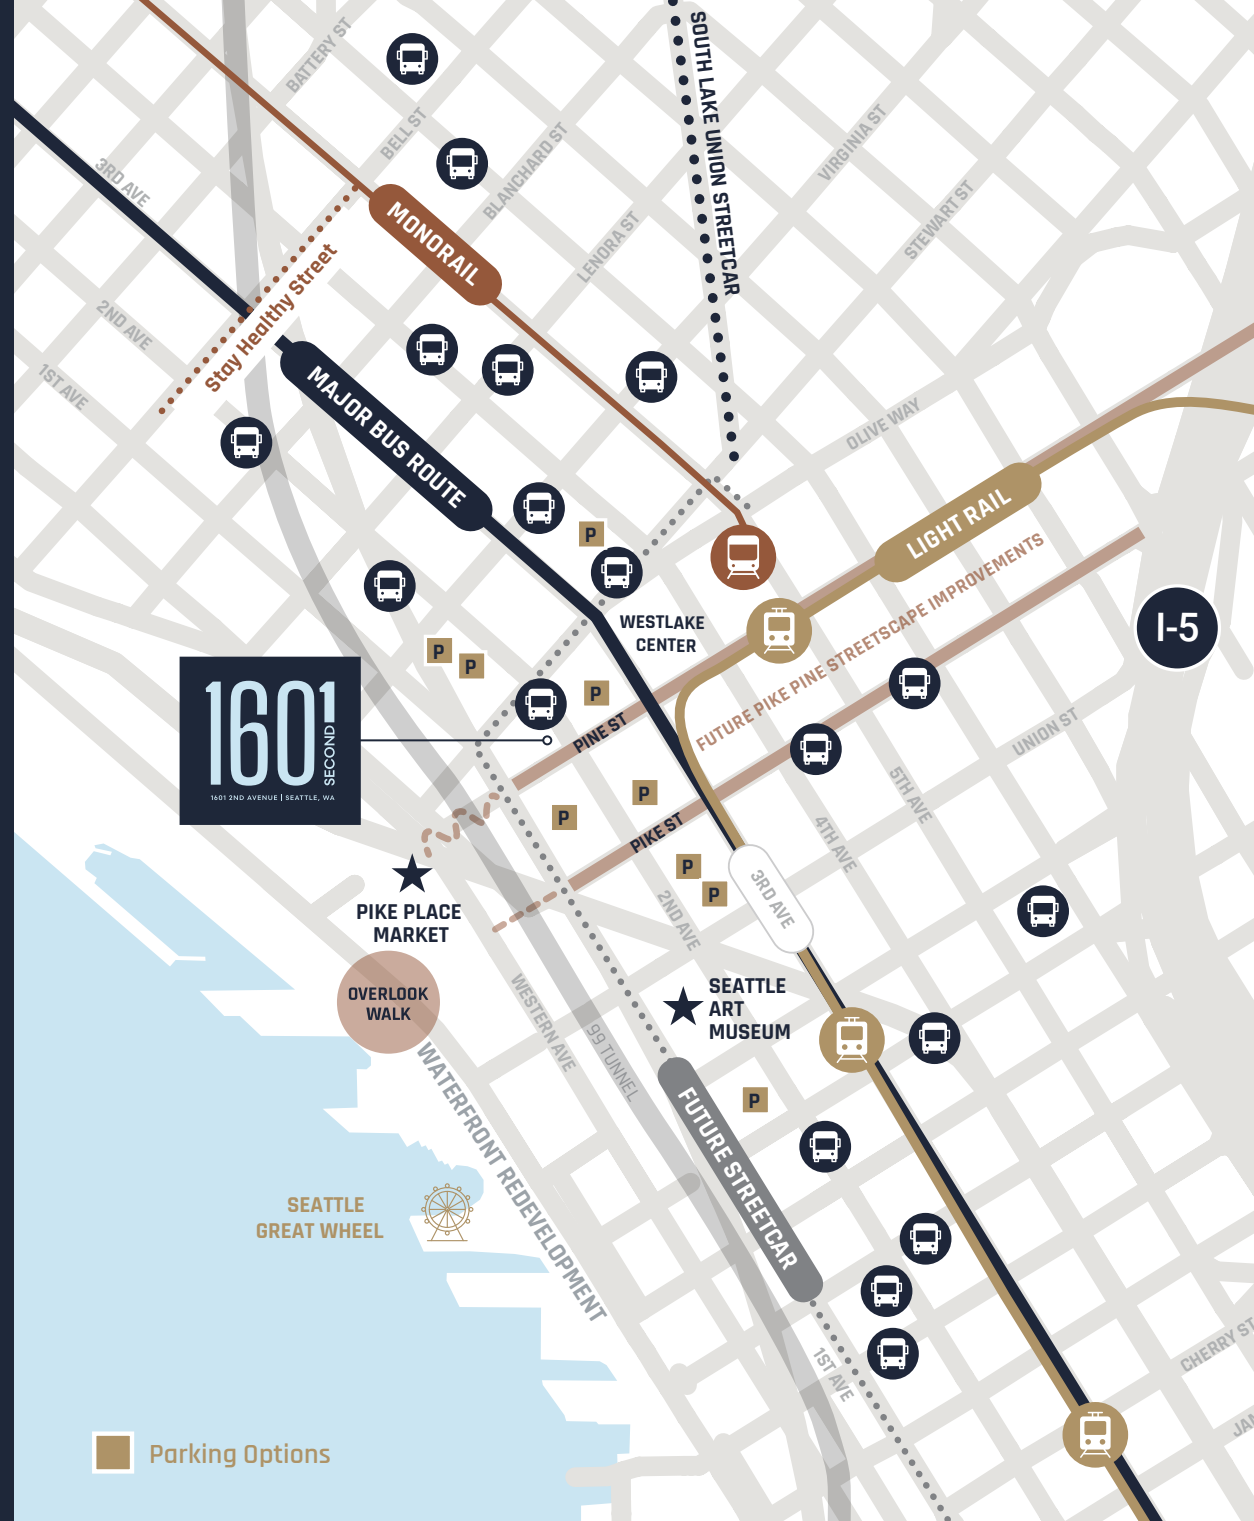 BATTERY ST
BELL ST
BLANCHARD ST
LENORA ST
SOUTH LAKE UNION STREETCAR
VIRGINIA ST
STEWART ST
3RD AVE
2ND AVE
1ST AVE
MONORAIL
Stay Healthy Street
MAJOR BUS ROUTE
OLIVE WAY
LIGHT RAIL
FUTURE PIKE PINE STREETSCAPE IMPROVEMENTS
I-5
P
P
P
P
WESTLAKE
CENTER
1601
SECOND
1601 2ND AVENUE | SEATTLE, WA
PINE ST
UNION ST
5TH AVE
4TH AVE
P
P
PIKE ST
P
P
3RD AVE
2ND AVE
PIKE PLACE
MARKET
OVERLOOK
WALK
SEATTLE
ART
MUSEUM
WESTERN AVE
99 TUNNEL
WATERFRONT REDEVELOPMENT
P
FUTURE STREETCAR
SEATTLE
GREAT WHEEL
1ST AVE
CHERRY ST
Parking Options